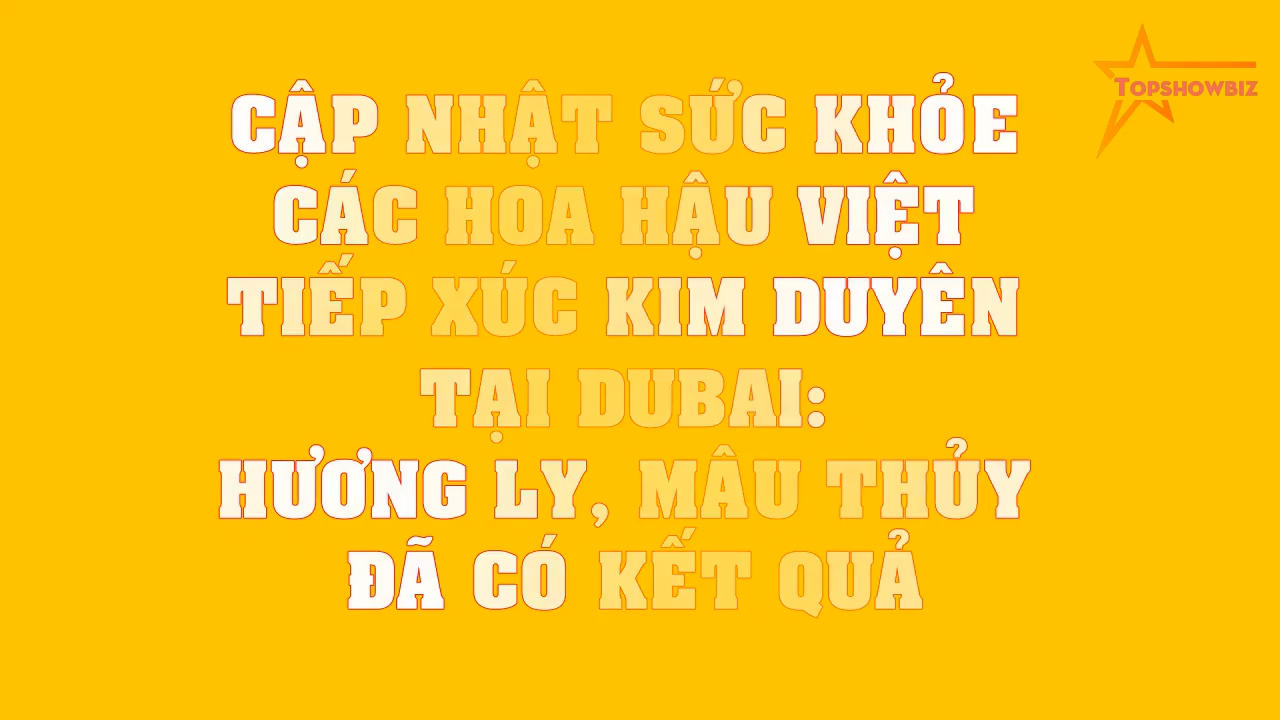 TOPSHOWBIZ
CẬP NHẬT SỨC KHỎE
CÁC HOA HẬU VIỆT
TIẾP XÚC KIM DUYÊN
TẠI DUBAI:
HƯƠNG LY, MÂU THỦY
ĐÃ CÓ KẾT QUẢ